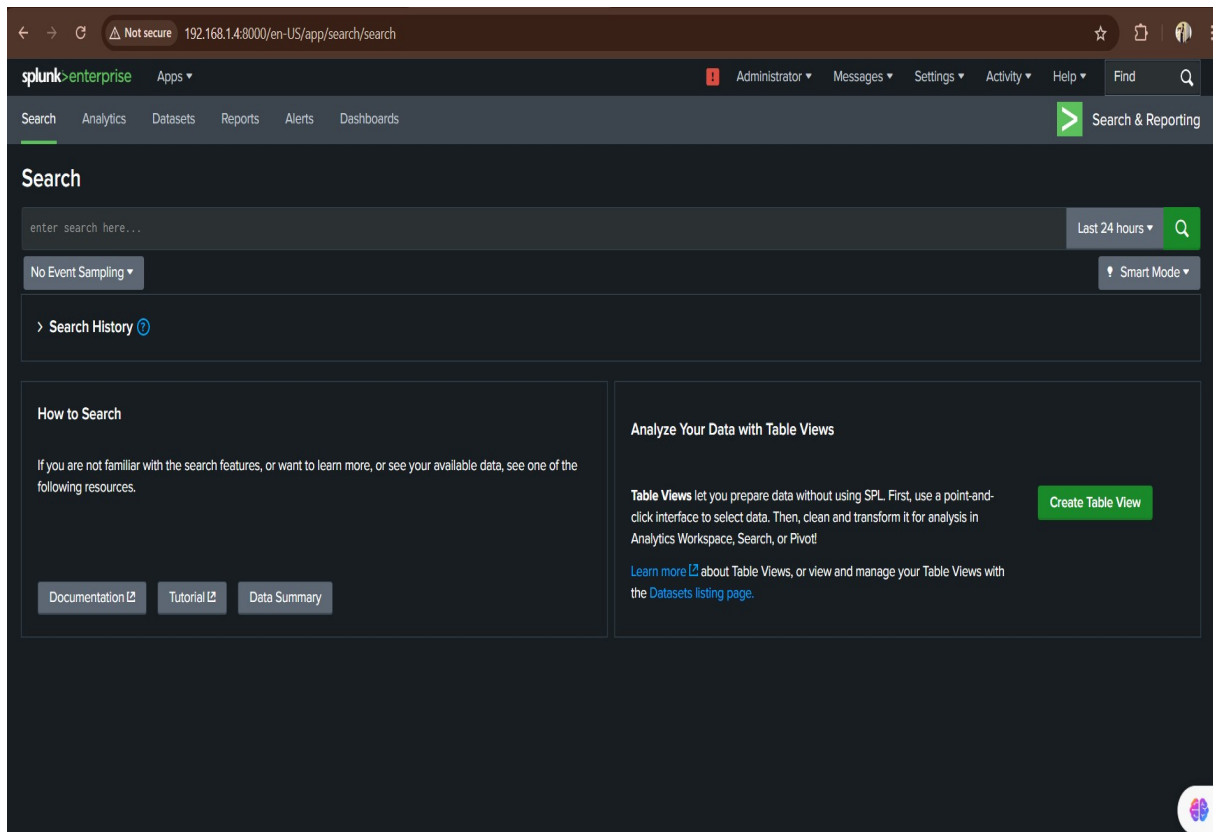 Not secure 192.168.1.4:8000/en-US/app/search/search
splunk>enterprise Apps ▾ ! Administrator ▾ Messages ▾ Settings ▾ Activity ▾ Help ▾ Find
Search Analytics Datasets Reports Alerts Dashboards > Search & Reporting
Search
enter search here... Last 24 hours ▾
No Event Sampling ▾ Smart Mode ▾
> Search History ?
How to Search
If you are not familiar with the search features, or want to learn more, or see your available data, see one of the
following resources.
Documentation Tutorial Data Summary
Analyze Your Data with Table Views
Table Views let you prepare data without using SPL. First, use a point-and-
click interface to select data. Then, clean and transform it for analysis in
Analytics Workspace, Search, or Pivot!
Learn more about Table Views, or view and manage your Table Views with
the Datasets listing page.
Create Table View